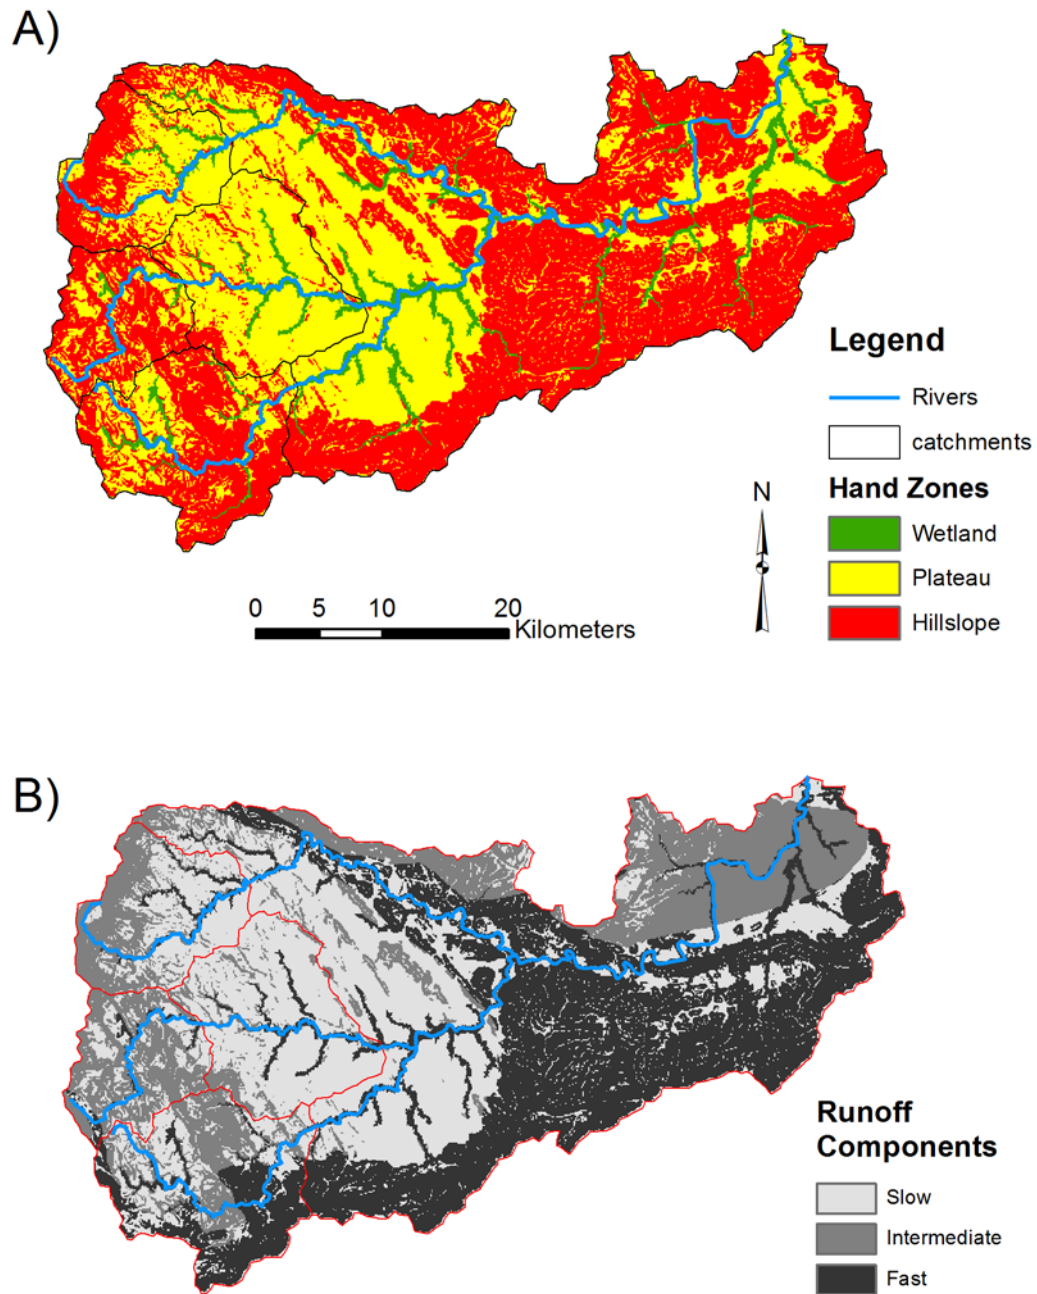 A)
Legend
Rivers
catchments
Hand Zones
Wetland
Plateau
Hillslope
N
0 5 10 20
Kilometers
B)
Runoff
Components
Slow
Intermediate
Fast